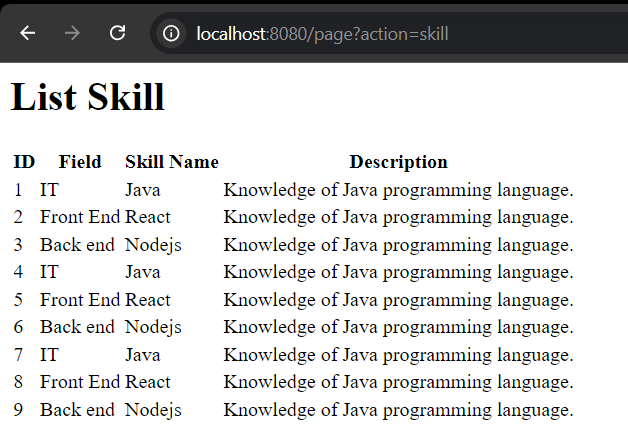 localhost:8080/page?action=skill
List Skill
ID Field Skill Name Description
1 IT Java Knowledge of Java programming language.
2 Front End React Knowledge of Java programming language.
3 Back end Nodejs Knowledge of Java programming language.
4 IT Java Knowledge of Java programming language.
5 Front End React Knowledge of Java programming language.
6 Back end Nodejs Knowledge of Java programming language.
7 IT Java Knowledge of Java programming language.
8 Front End React Knowledge of Java programming language.
9 Back end Nodejs Knowledge of Java programming language.